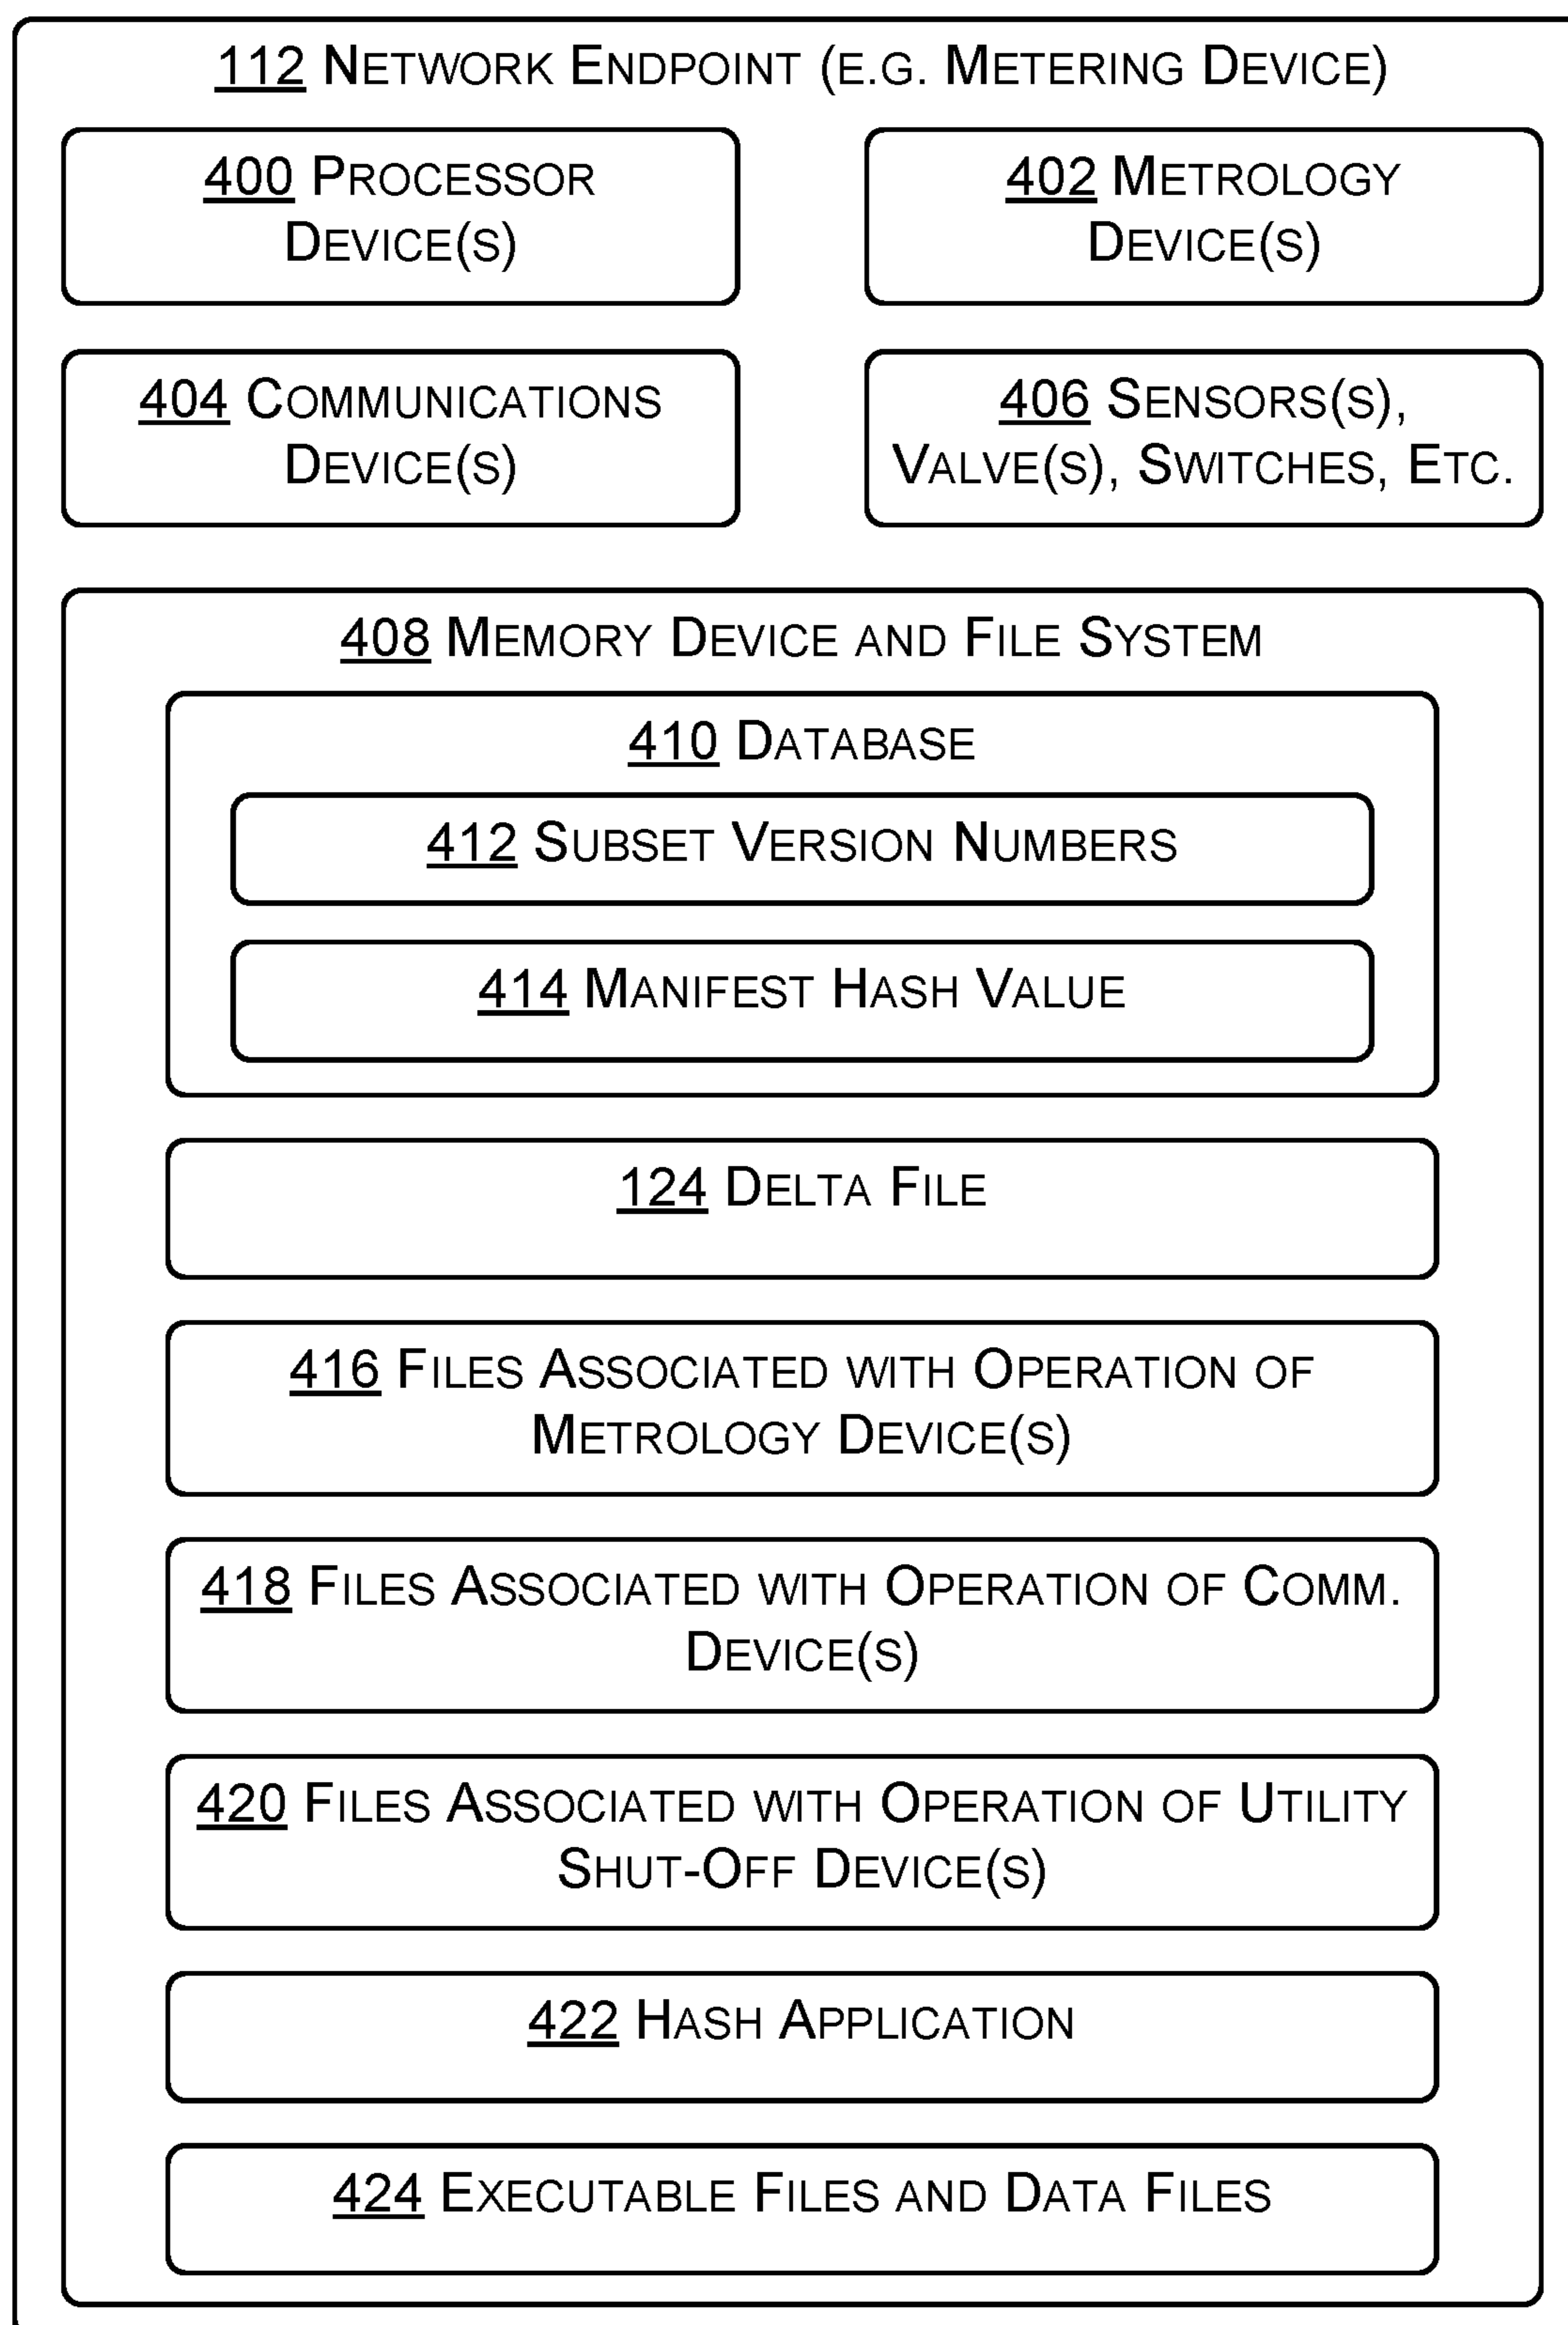 112 Network Endpoint (e.g. Metering Device)
400 Processor
Device(s)
402 Metrology
Device(s)
404 Communications
Device(s)
406 Sensors(s),
Valve(s), Switches, Etc.
408 Memory Device and File System
410 Database
412 Subset Version Numbers
414 Manifest Hash Value
124 Delta File
416 Files Associated with Operation of
Metrology Device(s)
418 Files Associated with Operation of Comm.
Device(s)
420 Files Associated with Operation of Utility
Shut-Off Device(s)
422 Hash Application
424 Executable Files and Data Files